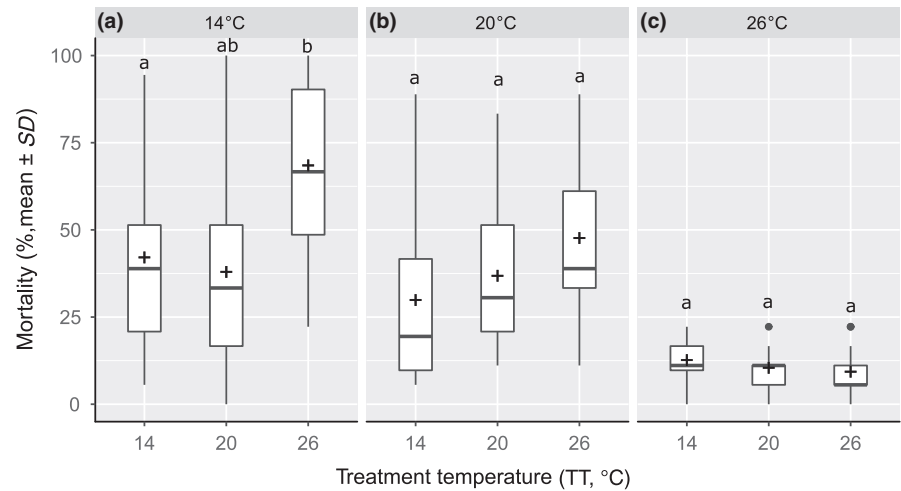 (a) 14°C (b) 20°C (c) 26°C
a ab b a a a a a a
100
75
50
25
0
Mortality (%,mean ± SD)
14 20 26 14 20 26 14 20 26
Treatment temperature (TT, °C)